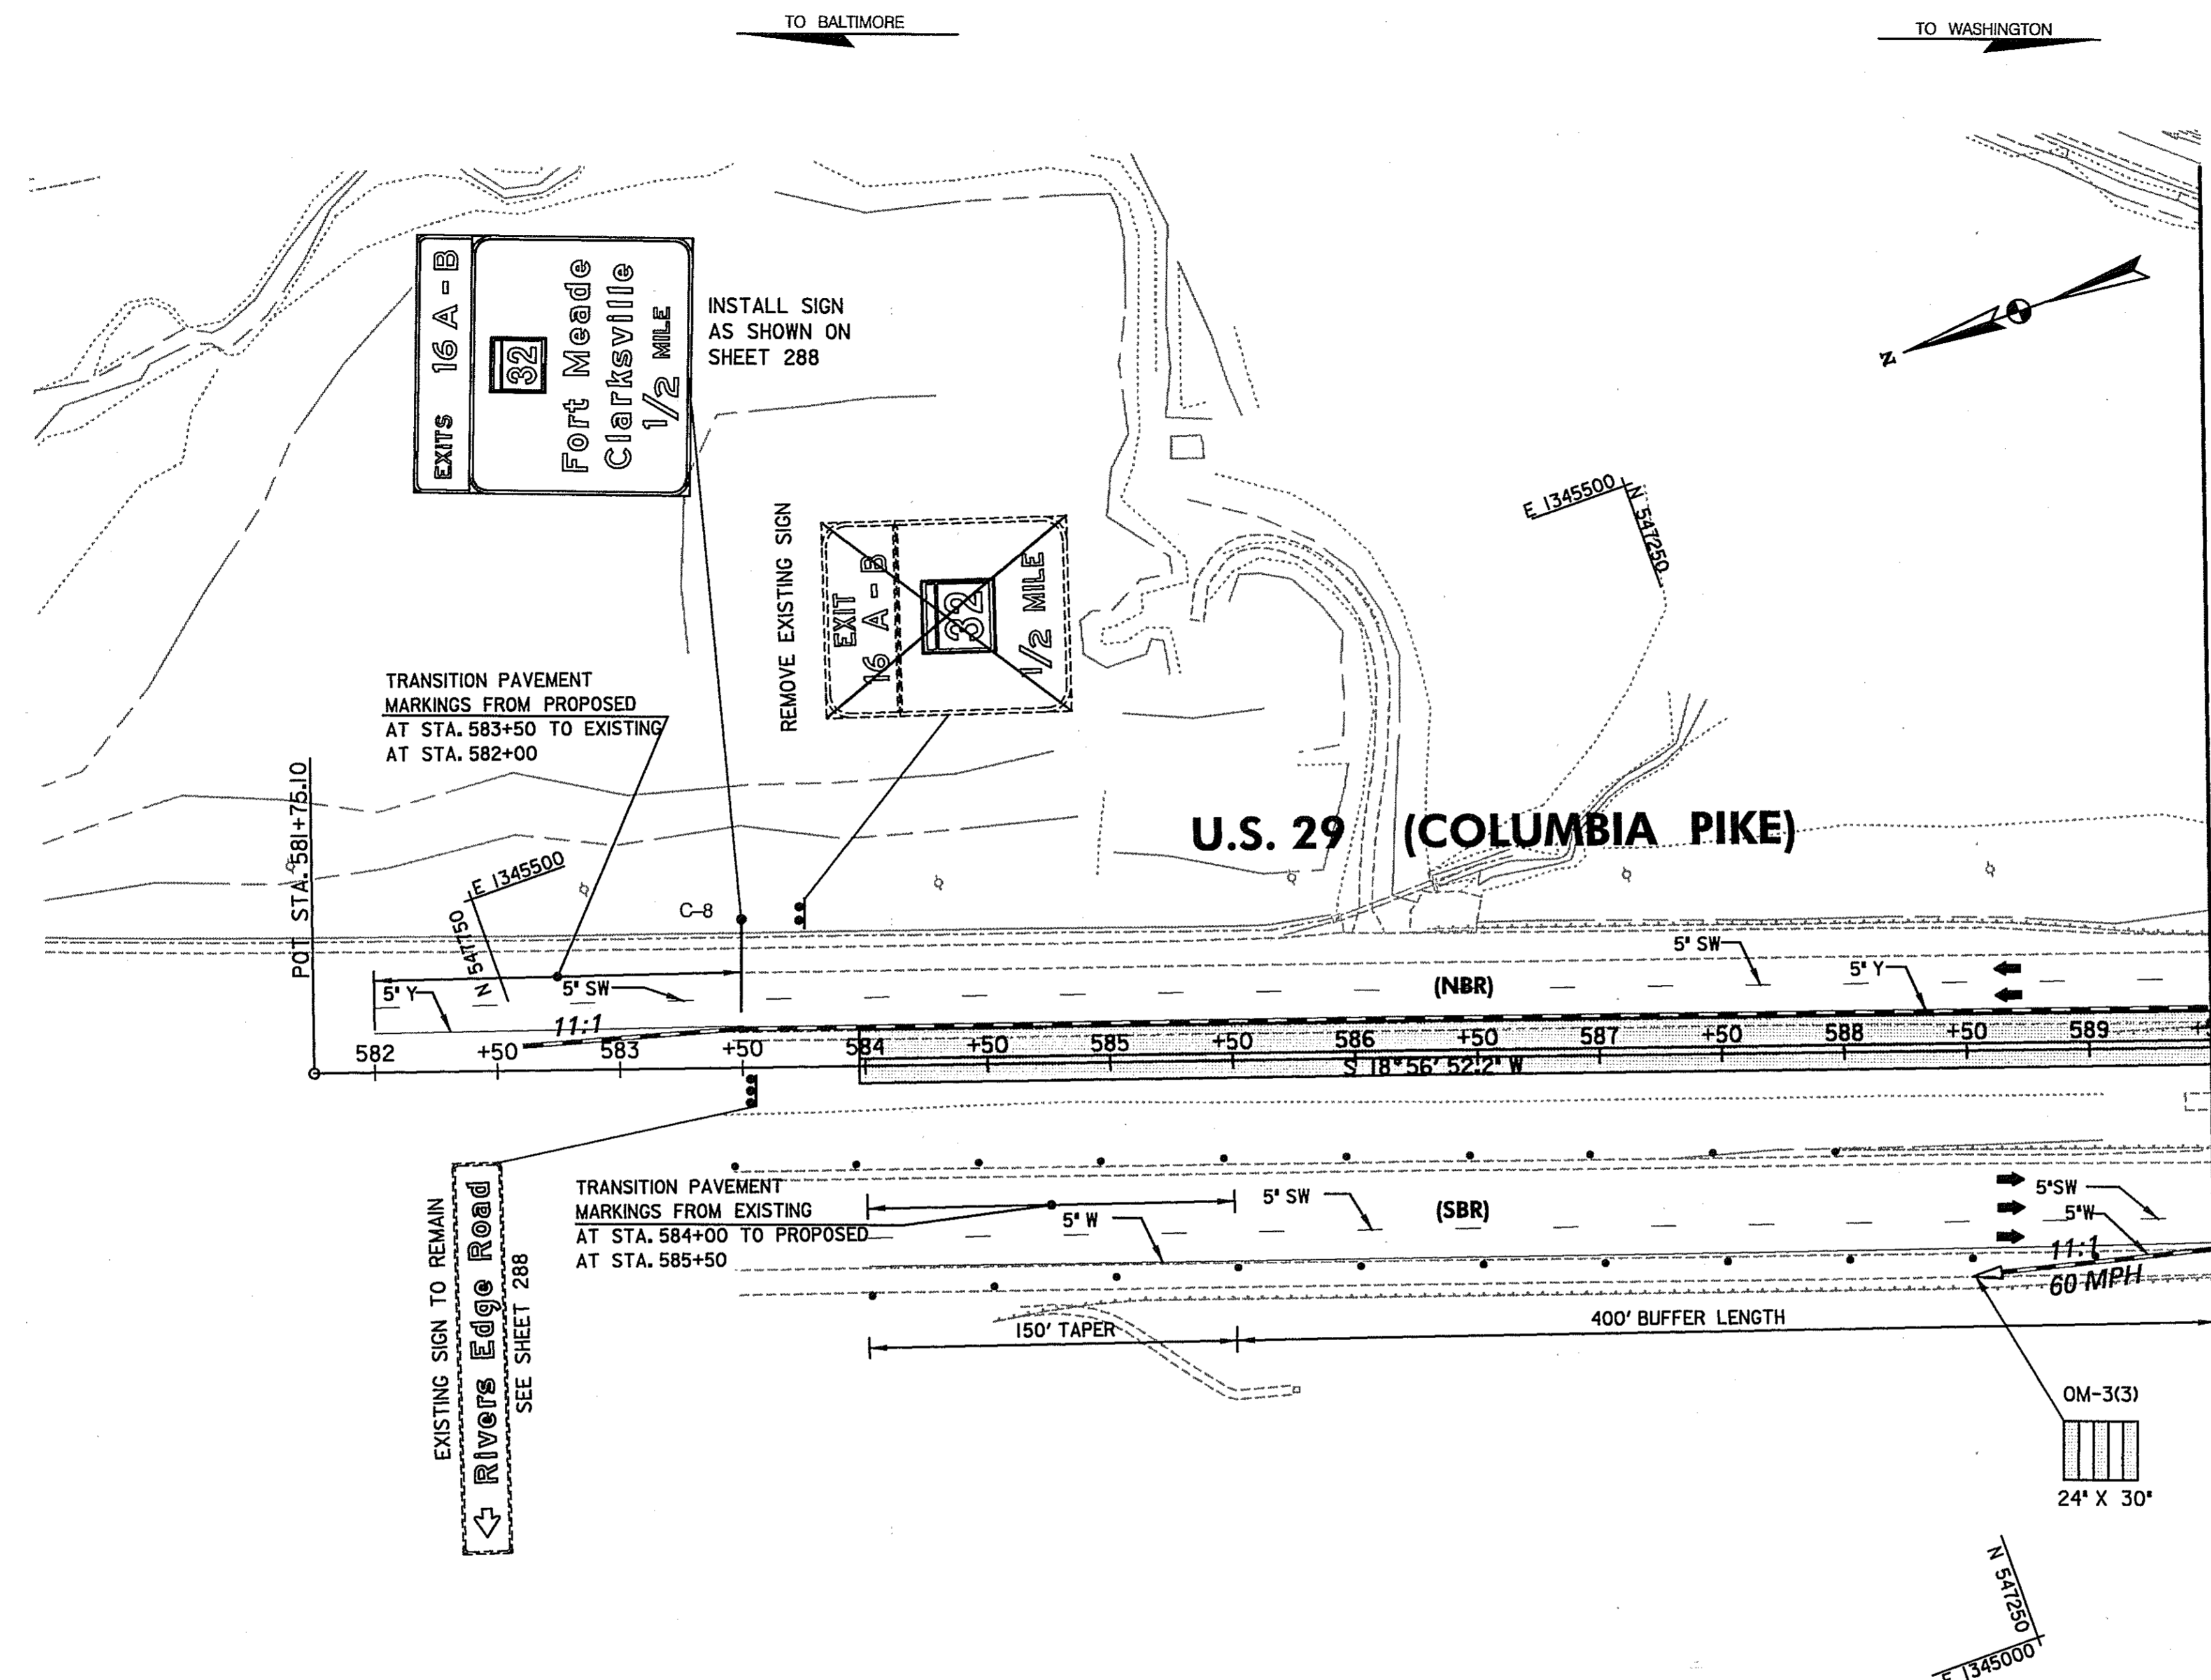 TO BALTIMORE
TO WASHINGTON
EXITS 16 A - B
32
Fort Meade
Clarksville
1/2 MILE
INSTALL SIGN
AS SHOWN ON
SHEET 288
N
REMOVE EXISTING SIGN
EXIT
16 A - B
32
1/2 MILE
E 1345500
N 547250
TRANSITION PAVEMENT
MARKINGS FROM PROPOSED
AT STA. 583+50 TO EXISTING
AT STA. 582+00
POT STA. 581+75.10
U.S. 29 (COLUMBIA PIKE)
E 1345500
N 547750
C-8
5" Y
5" SW
11:1
(NBR)
5" SW
5" Y
582 +50 583 +50 584 +50 585 +50 586 +50 587 +50 588 +50 589
S 18°56' 52.2" W
EXISTING SIGN TO REMAIN
Rivers Edge Road
SEE SHEET 288
TRANSITION PAVEMENT
MARKINGS FROM EXISTING
AT STA. 584+00 TO PROPOSED
AT STA. 585+50
5" W
5" SW
(SBR)
5"SW
5"W
11:1
60 MPH
150' TAPER
400' BUFFER LENGTH
OM-3(3)
24" X 30"
N 547250
E 1345000